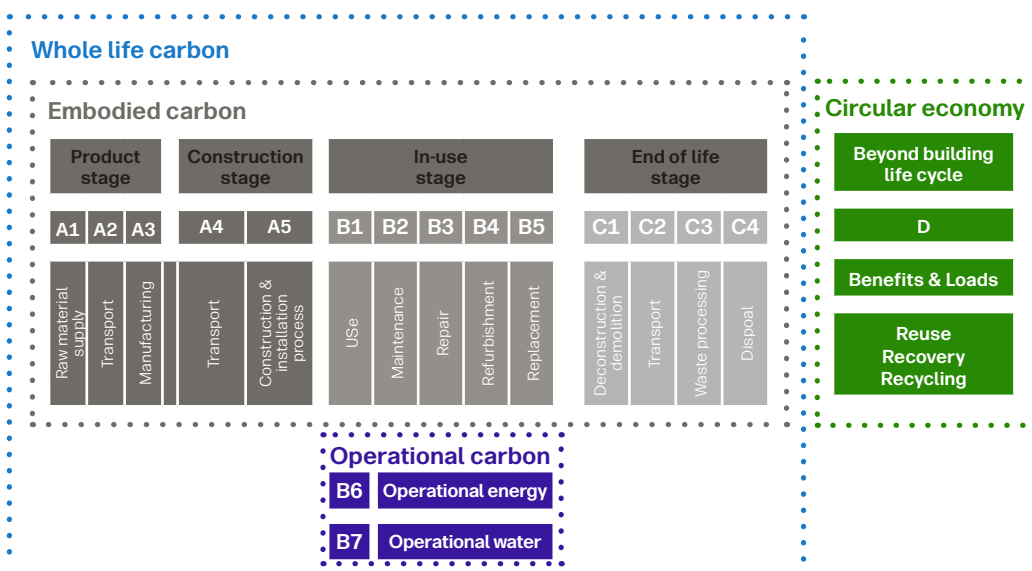 Whole life carbon
Embodied carbon
Circular economy
Product
stage
Construction
stage
In-use
stage
End of life
stage
Beyond building
life cycle
A1
A2
A3
A4
A5
B1
B2
B3
B4
B5
C1
C2
C3
C4
D
Raw material
supply
Transport
Manufacturing
Transport
Construction &
installation
process
USe
Maintenance
Repair
Refurbishment
Replacement
Deconstruction &
demolition
Transport
Waste processing
Dispoal
Benefits & Loads
Reuse
Recovery
Recycling
Operational carbon
B6
Operational energy
B7
Operational water